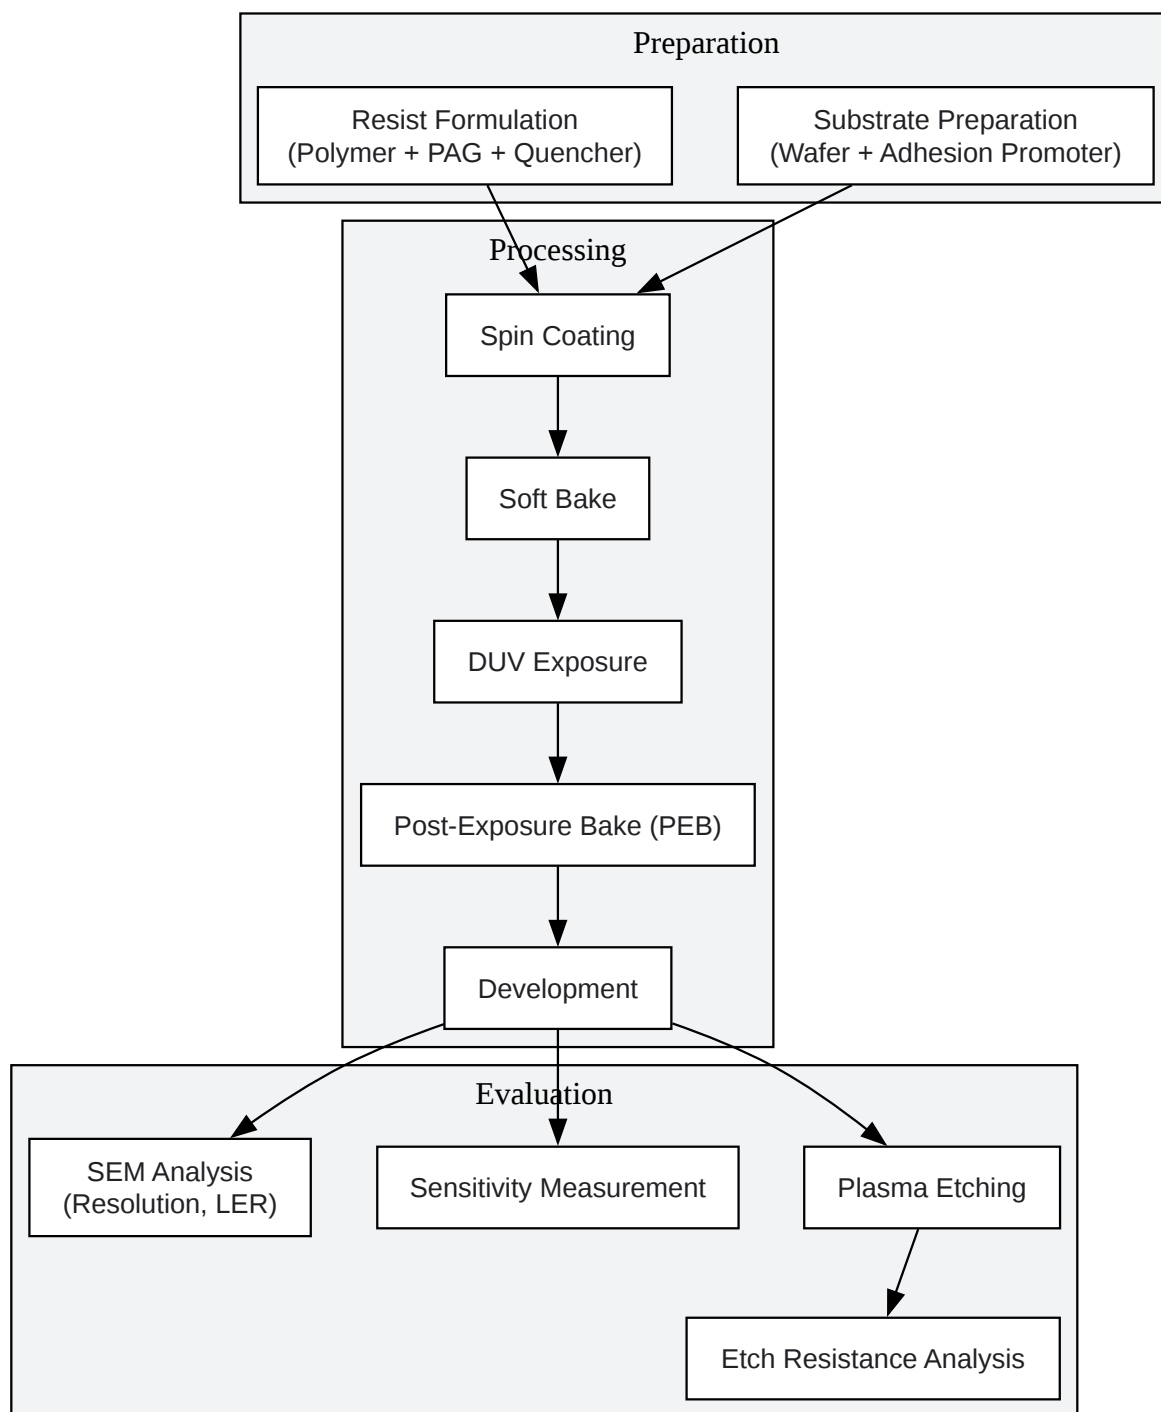 Preparation
Resist Formulation
(Polymer + PAG + Quencher)
Substrate Preparation
(Wafer + Adhesion Promoter)
Processing
Spin Coating
Soft Bake
DUV Exposure
Post-Exposure Bake (PEB)
Development
Evaluation
SEM Analysis
(Resolution, LER)
Sensitivity Measurement
Plasma Etching
Etch Resistance Analysis